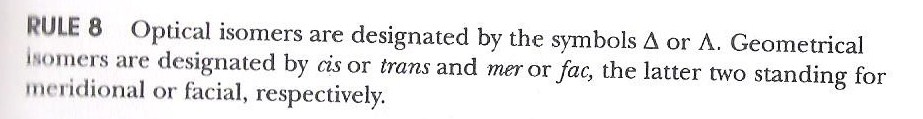 RULE 8 Optical isomers are designated by the symbols Δ or Λ. Geometrical
isomers are designated by cis or trans and mer or fac, the latter two standing for
meridional or facial, respectively.